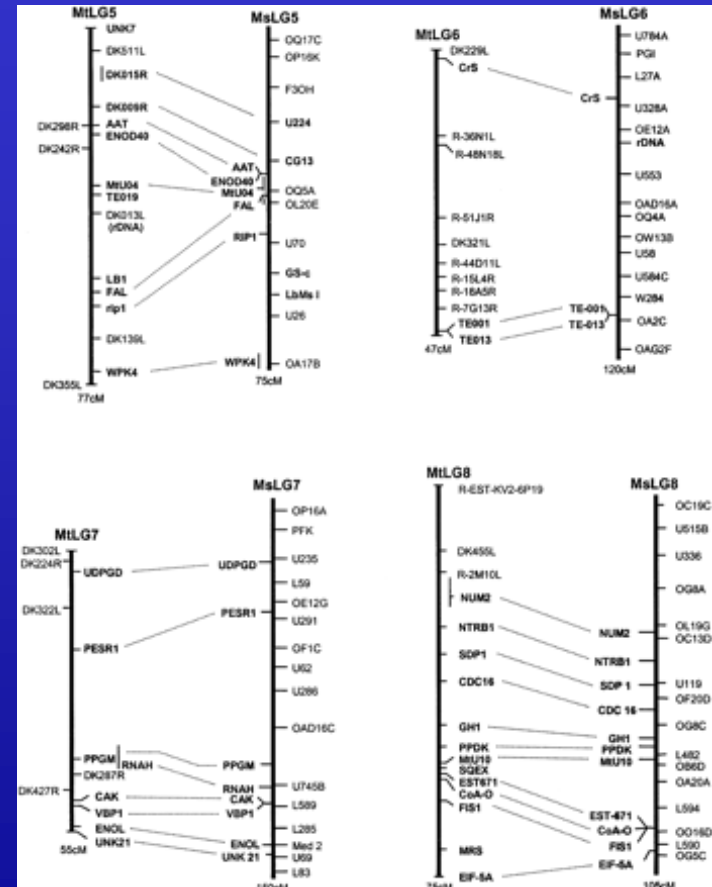 MtLG5
UNK7
DK511L
DK015R
DK009R
DK298R
AAT
ENOD40
DK242R
MtU04
TE019
DK013L
(rDNA)
LB1
FAL
rip1
DK139L
WPK4
DK355L
77cM
MsLG5
OQ17C
OP16K
F3OH
U224
CG13
AAT
ENOD40
MtU04
OQ5A
FAL
OL20E
RIP1
U70
GS-c
LbMs I
U26
WPK4
OA17B
75cM
MtLG6
DK229L
CrS
R-36N1L
R-48N18L
R-51J1R
DK321L
R-44D11L
R-15L4R
R-18A5R
R-7G13R
TE001
TE013
47cM
MsLG6
U784A
PGI
L27A
CrS
U328A
OE12A
rDNA
U553
OAD16A
OQ4A
OW13B
U58
U584C
W284
TE-001
OA2C
TE-013
OAG2F
120cM
MtLG7
DK302L
DK224R
UDPGD
DK322L
PESR1
PPGM
RNAH
DK287R
DK427R
CAK
VBP1
ENOL
UNK21
55cM
MsLG7
OP16A
PFK
U235
UDPGD
L59
OE12G
PESR1
U291
OF1C
U62
U286
OAD16C
PPGM
RNAH
U745B
CAK
L589
VBP1
L285
ENOL
Med 2
UNK 21
U69
L83
MtLG8
R-EST-KV2-6P19
DK455L
R-2M10L
NUM2
NTRB1
SDP1
CDC16
GH1
PPDK
MtU10
SQEX
EST671
CoA-O
FIS1
MRS
EIF-5A
MsLG8
OC19C
U515B
U336
OG8A
OL19G
NUM2
OC13D
NTRB1
SDP 1
U119
OF20D
CDC 16
OG8C
GH1
PPDK
L482
MtU10
OB6D
OA20A
L594
EST-671
CoA-O
OO16D
FIS1
L590
OG5C
EIF-5A